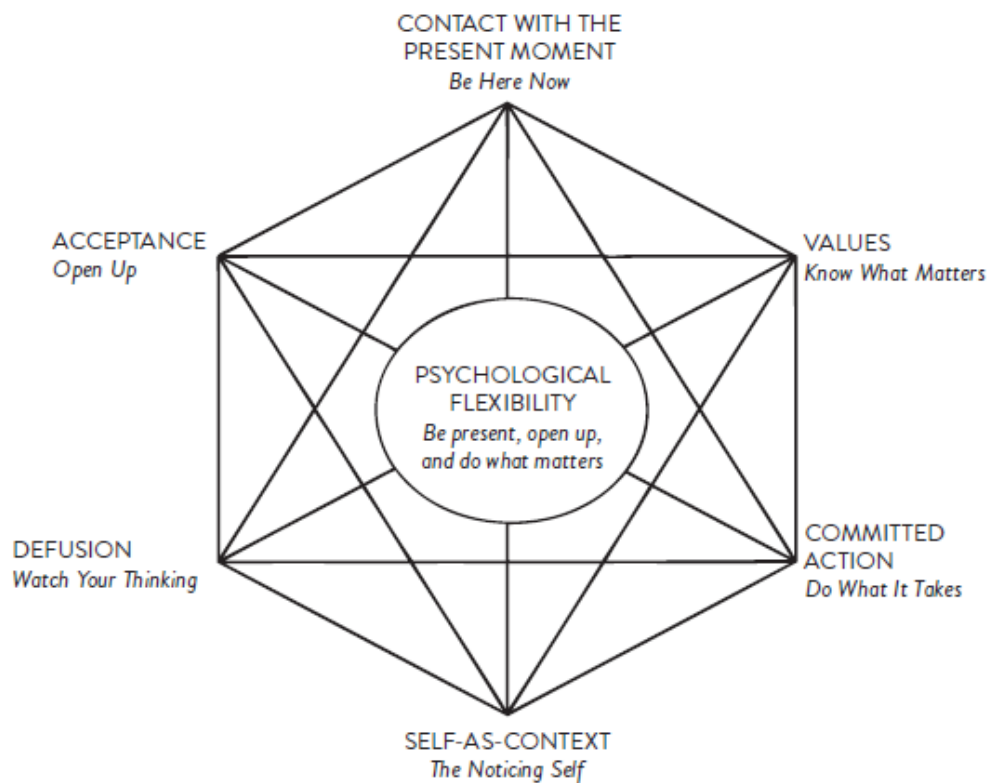 CONTACT WITH THE
PRESENT MOMENT
Be Here Now
ACCEPTANCE
Open Up
VALUES
Know What Matters
PSYCHOLOGICAL
FLEXIBILITY
Be present, open up,
and do what matters
DEFUSION
Watch Your Thinking
COMMITTED
ACTION
Do What It Takes
SELF-AS-CONTEXT
The Noticing Self